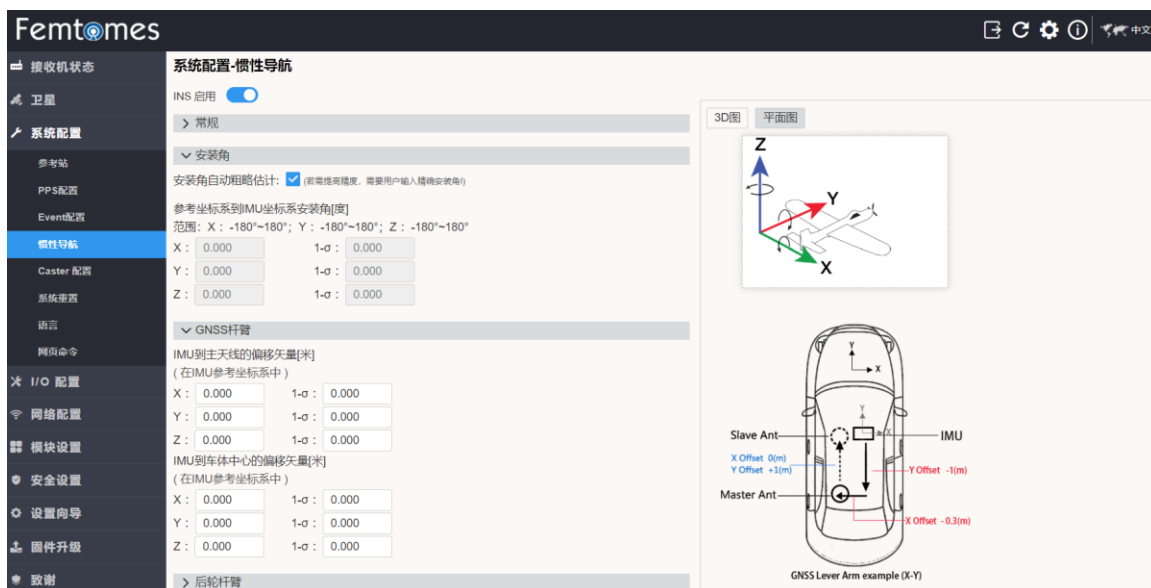 Femtomes
中文
接收机状态
卫星
系统配置
参考站
PPS配置
Event配置
惯性导航
Caster 配置
系统重置
语言
网页命令
I/O 配置
网络配置
模块设置
安全设置
设置向导
固件升级
致谢
系统配置-惯性导航
INS 启用
常规
安装角
安装角自动粗略估计: (若需提高精度，需要用户输入精确安装角!)
参考坐标系到IMU坐标系安装角[度]
范围: X : -180°~180°; Y : -180°~180°; Z : -180°~180°
X : 0.000 1-σ : 0.000
Y : 0.000 1-σ : 0.000
Z : 0.000 1-σ : 0.000
GNSS杆臂
IMU到主天线的偏移矢量[米]
( 在IMU参考坐标系中 )
X : 0.000 1-σ : 0.000
Y : 0.000 1-σ : 0.000
Z : 0.000 1-σ : 0.000
IMU到车体中心的偏移矢量[米]
( 在IMU参考坐标系中 )
X : 0.000 1-σ : 0.000
Y : 0.000 1-σ : 0.000
Z : 0.000 1-σ : 0.000
后轮杆臂
3D图 平面图
Z
Y
X
Y
X
Y
X
Slave Ant
IMU
X Offset 0(m)
Y Offset +1(m)
Y Offset -1(m)
Master Ant
X Offset - 0.3(m)
GNSS Lever Arm example (X-Y)